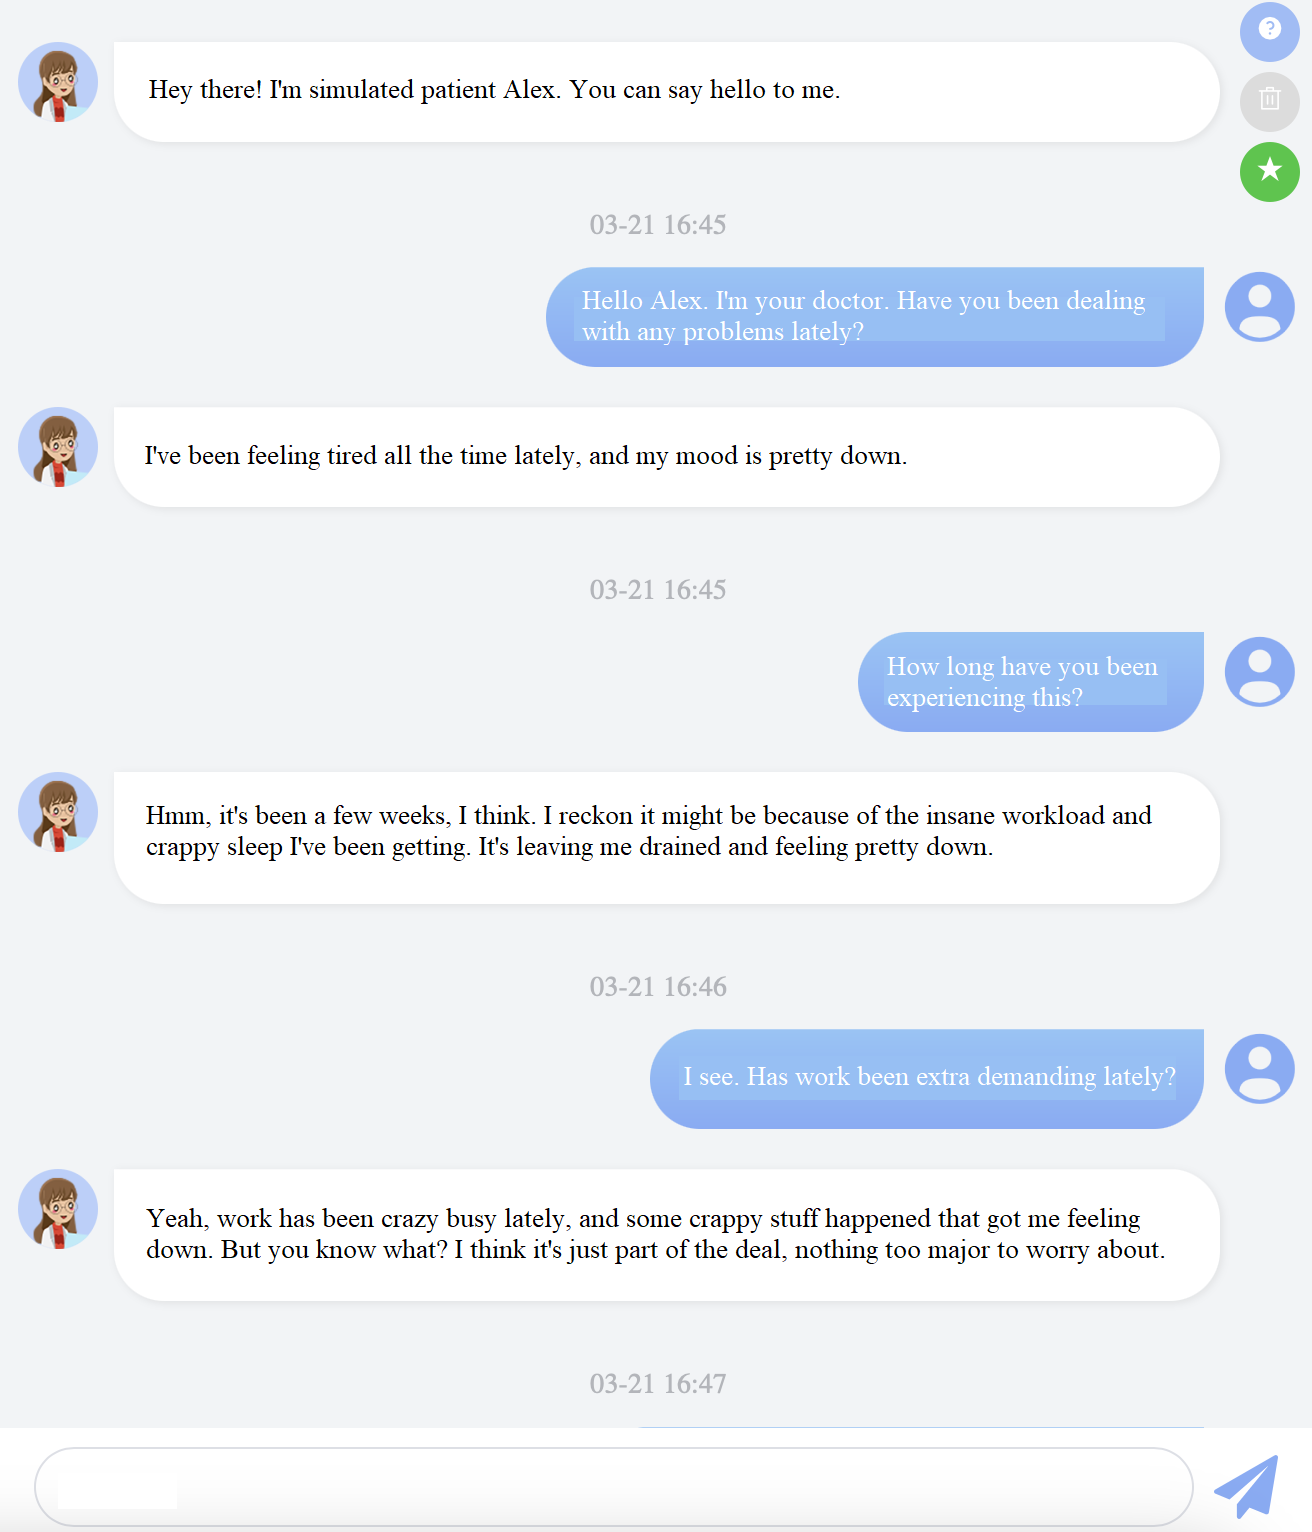 Hey there! I'm simulated patient Alex. You can say hello to me.
?
03-21 16:45
Hello Alex. I'm your doctor. Have you been dealing
with any problems lately?
I've been feeling tired all the time lately, and my mood is pretty down.
03-21 16:45
How long have you been
experiencing this?
Hmm, it's been a few weeks, I think. I reckon it might be because of the insane workload and
crappy sleep I've been getting. It's leaving me drained and feeling pretty down.
03-21 16:46
I see. Has work been extra demanding lately?
Yeah, work has been crazy busy lately, and some crappy stuff happened that got me feeling
down. But you know what? I think it's just part of the deal, nothing too major to worry about.
03-21 16:47